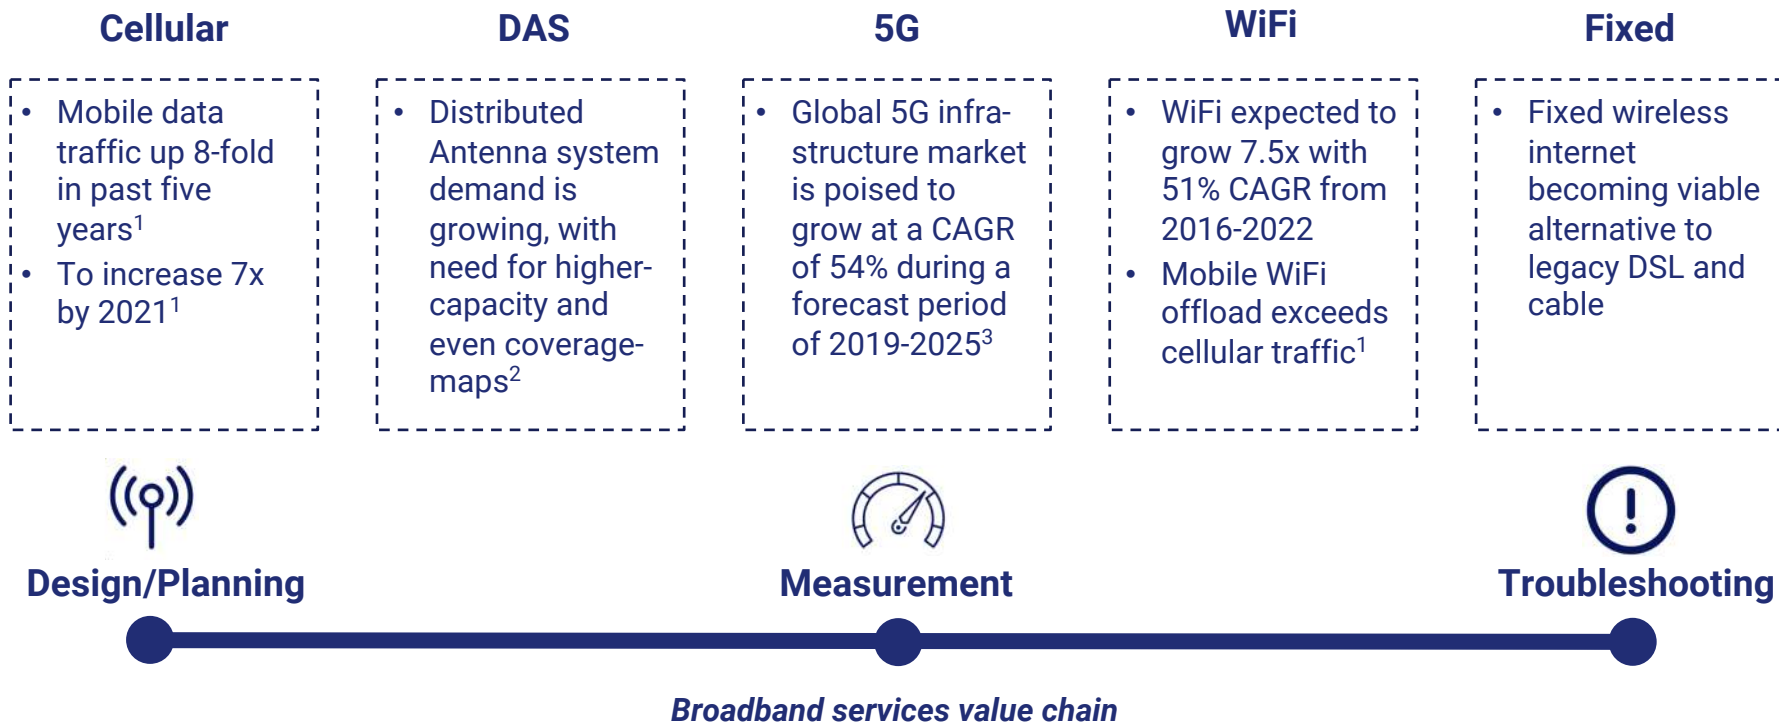 Cellular
DAS
5G
WiFi
Fixed
• Mobile data
traffic up 8-fold
in past five
years1
• To increase 7x
by 20211
• Distributed
Antenna system
demand is
growing, with
need for higher-
capacity and
even coverage-
maps2
• Global 5G infra-
structure market
is poised to
grow at a CAGR
of 54% during a
forecast period
of 2019-20253
• WiFi expected to
grow 7.5x with
51% CAGR from
2016-2022
• Mobile WiFi
offload exceeds
cellular traffic1
• Fixed wireless
internet
becoming viable
alternative to
legacy DSL and
cable
Design/Planning
Measurement
Troubleshooting
Broadband services value chain